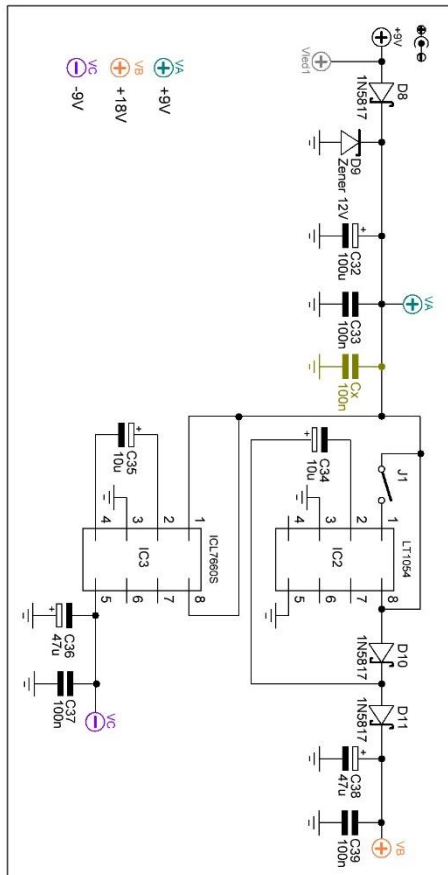 +9V
Vled1
D8
1N5817
D9
Zener 12V
+
C32
100u
C33
100n
VA
Cx
100n
VA
+9V
VB
+18V
VC
-9V
J1
LT1054
1
2
3
4
8
7
6
5
IC2
+
C34
10u
ICL7660S
1
2
3
4
8
7
6
5
IC3
+
C35
10u
D10
1N5817
D11
1N5817
+
C38
47u
C39
100n
VB
+
C36
47u
C37
100n
VC